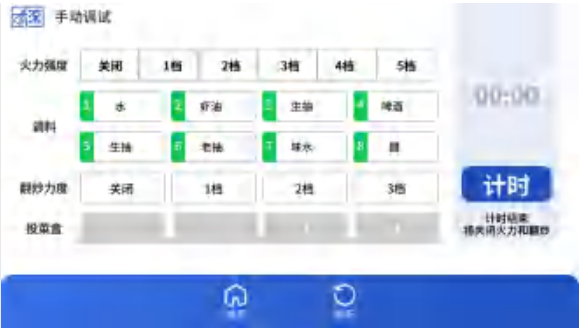 手动调试
火力强度 关闭 1档 2档 3档 4档 5档
00:00
调料
1 水 2 虾油 3 生抽 4 啤酒
5 生抽 6 老抽 7 味水 8 醋
翻炒力度 关闭 1档 2档 3档
计时
投菜盒
计时结束
将关闭火力和翻炒